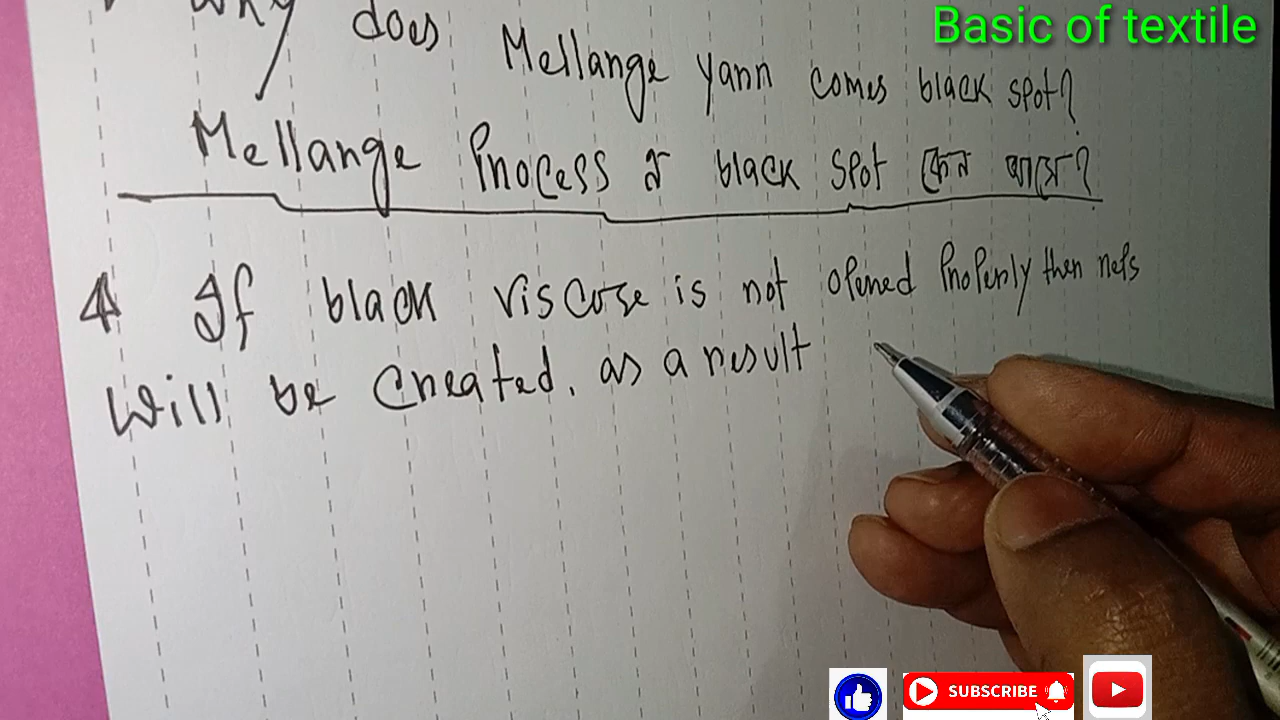 Basic of textile
Why does Mellange yarn comes black spot?
Mellange Process এ black spot কেন আসে?
If black viscose is not opened properly then neps
will be created. as a result
SUBSCRIBE